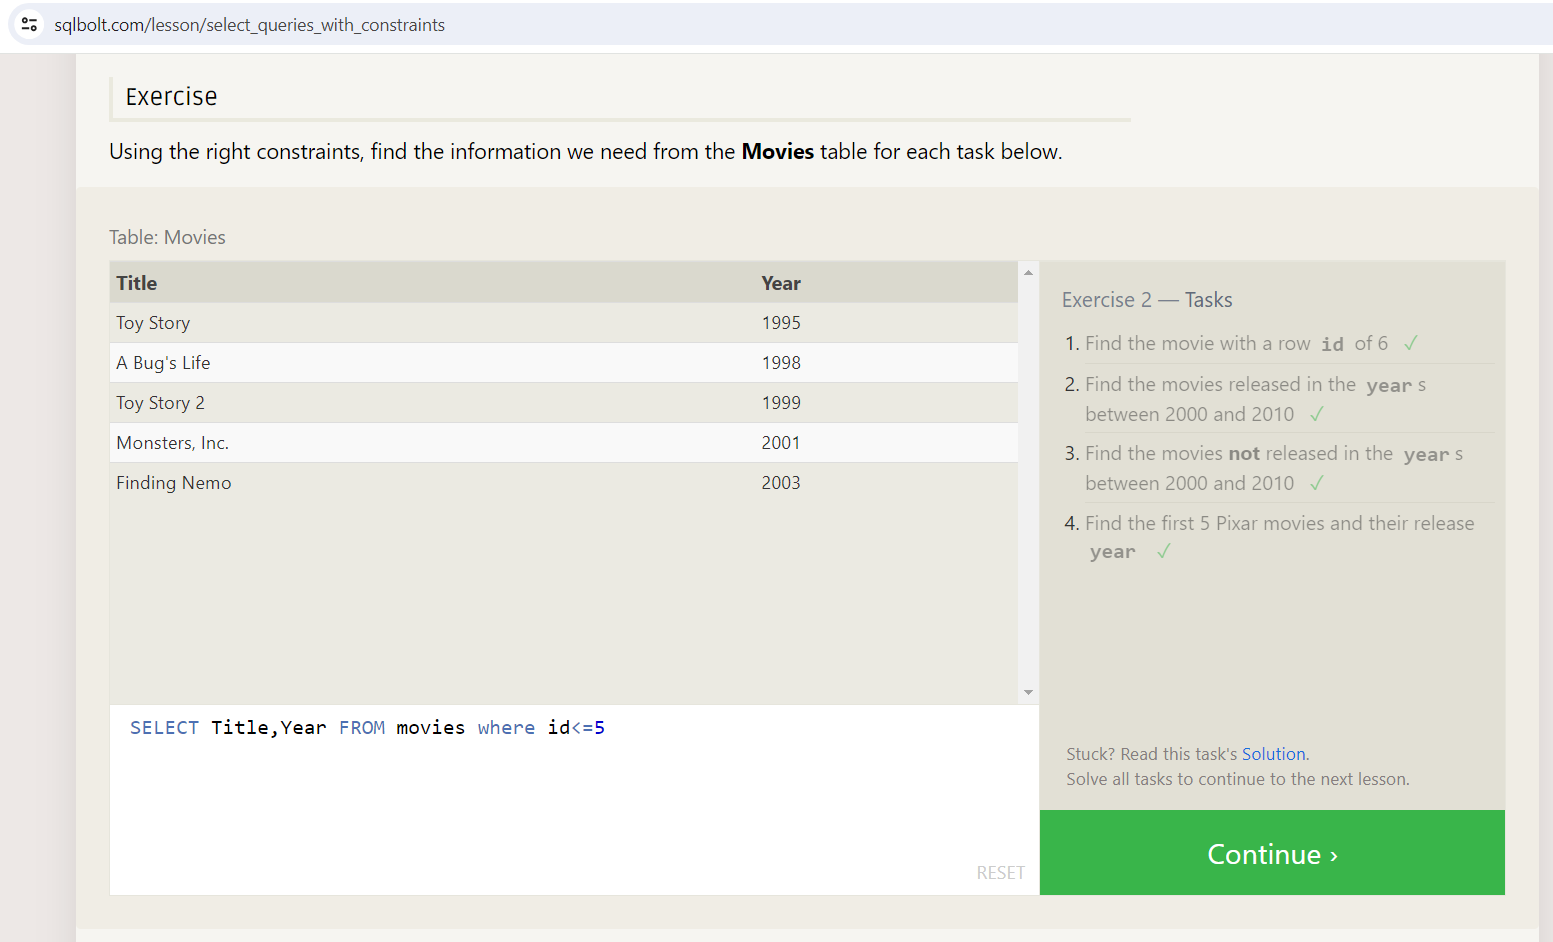 sqlbolt.com/lesson/select_queries_with_constraints
Exercise
Using the right constraints, find the information we need from the Movies table for each task below.
Table: Movies
Title Year
Toy Story 1995
A Bug's Life 1998
Toy Story 2 1999
Monsters, Inc. 2001
Finding Nemo 2003
SELECT Title,Year FROM movies where id<=5
RESET
Exercise 2 — Tasks
1. Find the movie with a row id of 6 ✓
2. Find the movies released in the year s
between 2000 and 2010 ✓
3. Find the movies not released in the year s
between 2000 and 2010 ✓
4. Find the first 5 Pixar movies and their release
year ✓
Stuck? Read this task's Solution.
Solve all tasks to continue to the next lesson.
Continue ›